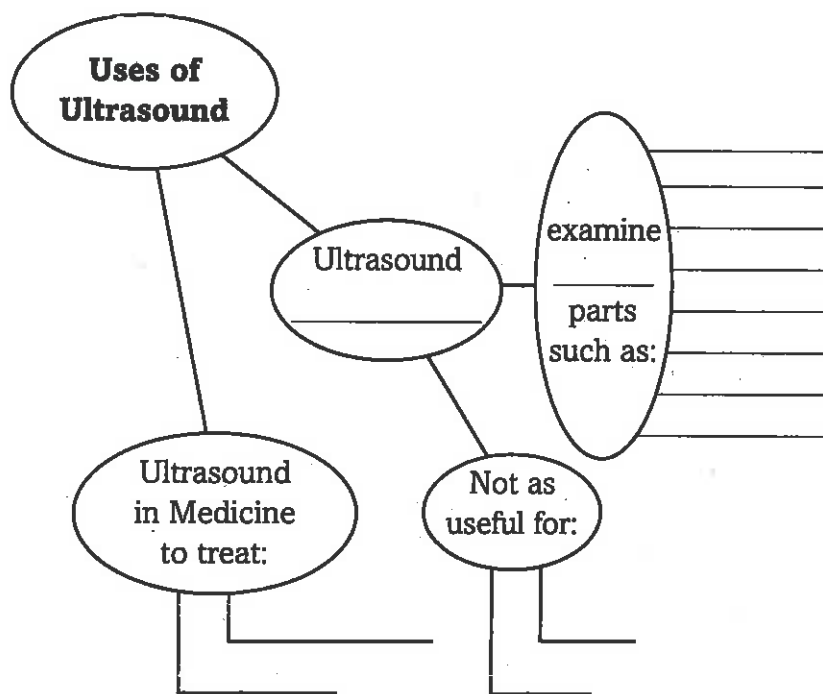 Uses of
Ultrasound
Ultrasound
examine
parts
such as:
Ultrasound
in Medicine
to treat:
Not as
useful for: